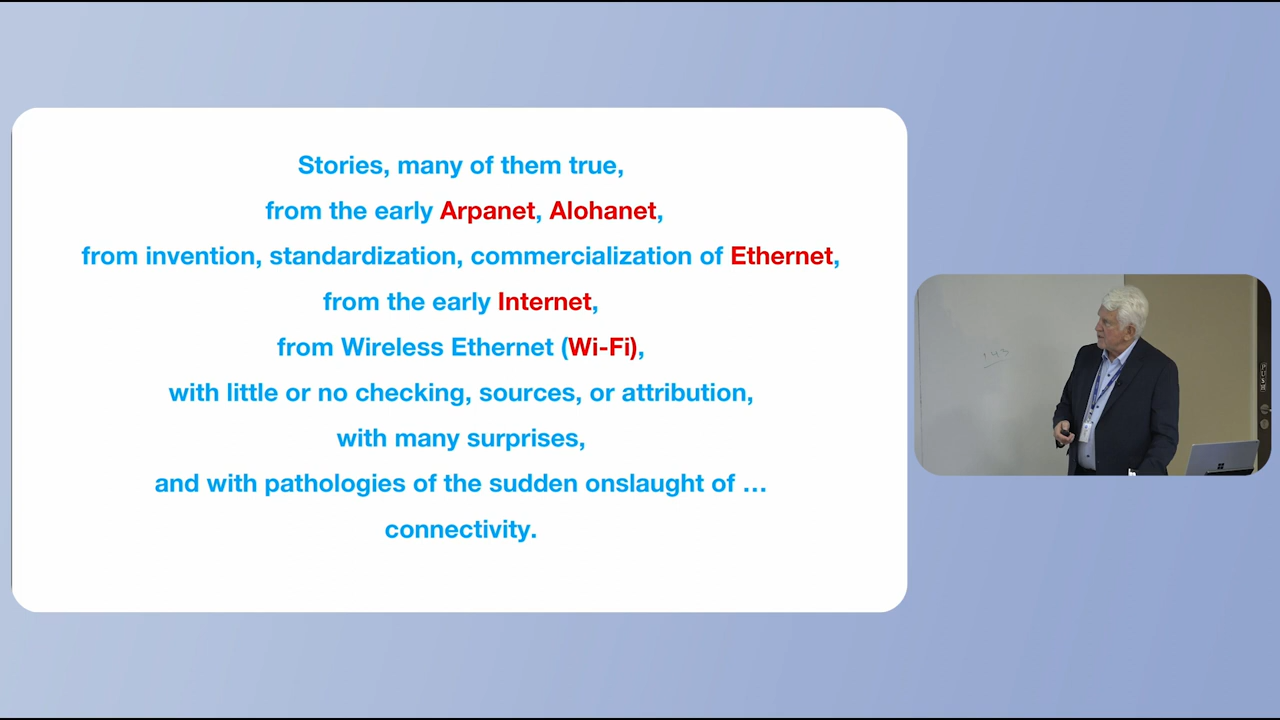 Stories, many of them true,
from the early Arpanet, Alohanet,
from invention, standardization, commercialization of Ethernet,
from the early Internet,
from Wireless Ethernet (Wi-Fi),
with little or no checking, sources, or attribution,
with many surprises,
and with pathologies of the sudden onslaught of …
connectivity.